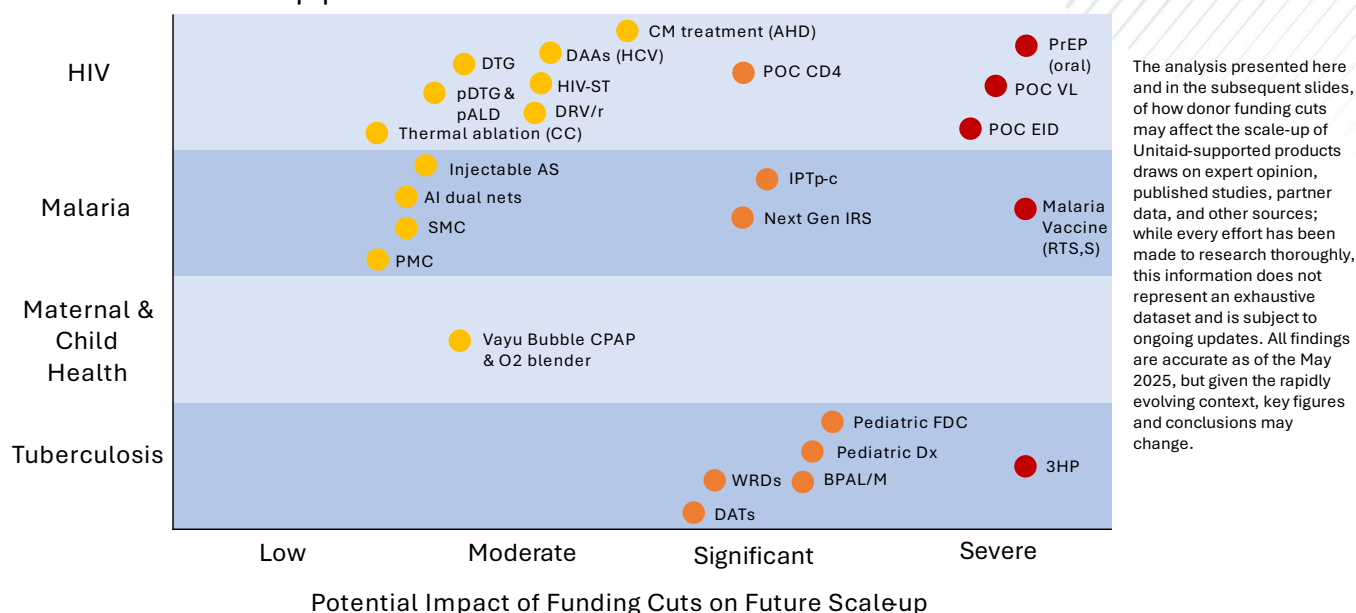 HIV
CM treatment (AHD)
DAAs (HCV)
DTG
HIV-ST
pDTG &
pALD
DRV/r
Thermal ablation (CC)
POC CD4
PrEP
(oral)
POC VL
POC EID
Malaria
Injectable AS
AI dual nets
SMC
PMC
IPTp-c
Next Gen IRS
Malaria
Vaccine
(RTS,S)
Maternal &
Child
Health
Vayu Bubble CPAP
& O2 blender
Tuberculosis
Pediatric FDC
Pediatric Dx
WRDs
BPAL/M
DATs
3HP
Low
Moderate
Significant
Severe
Potential Impact of Funding Cuts on Future Scale-up
The analysis presented here
and in the subsequent slides,
of how donor funding cuts
may affect the scale-up of
Unitaid-supported products
draws on expert opinion,
published studies, partner
data, and other sources;
while every effort has been
made to research thoroughly,
this information does not
represent an exhaustive
dataset and is subject to
ongoing updates. All findings
are accurate as of the May
2025, but given the rapidly
evolving context, key figures
and conclusions may
change.